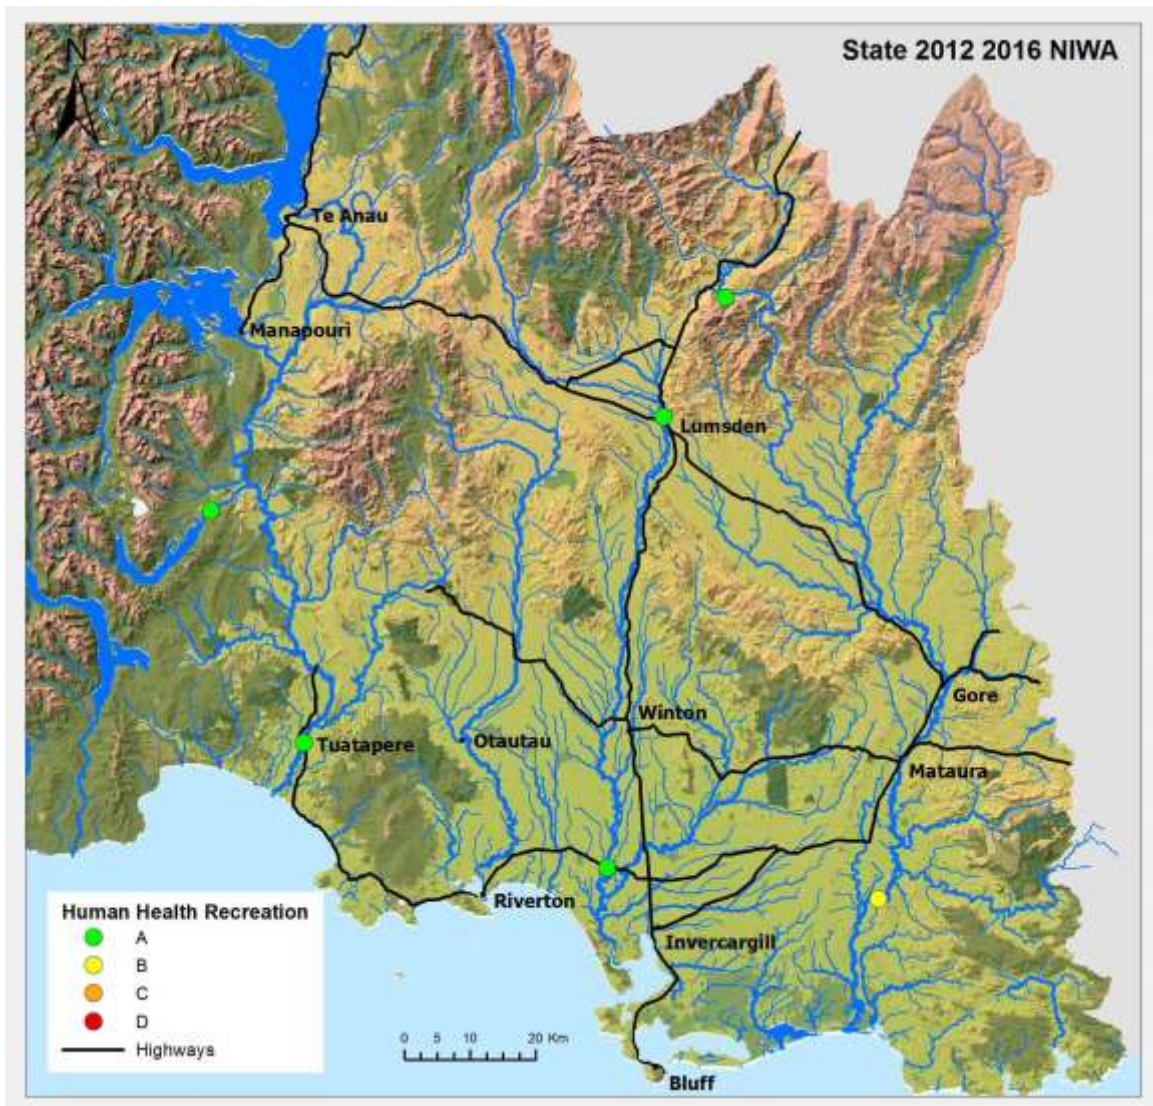 State 2012 2016 NIWA
N
Te Anau
Manapouri
Lumsden
Gore
Winton
Tuatapere
Otautau
Mataura
Riverton
Invercargill
Human Health Recreation
A
B
C
D
Highways
0 5 10 20 Km
Bluff